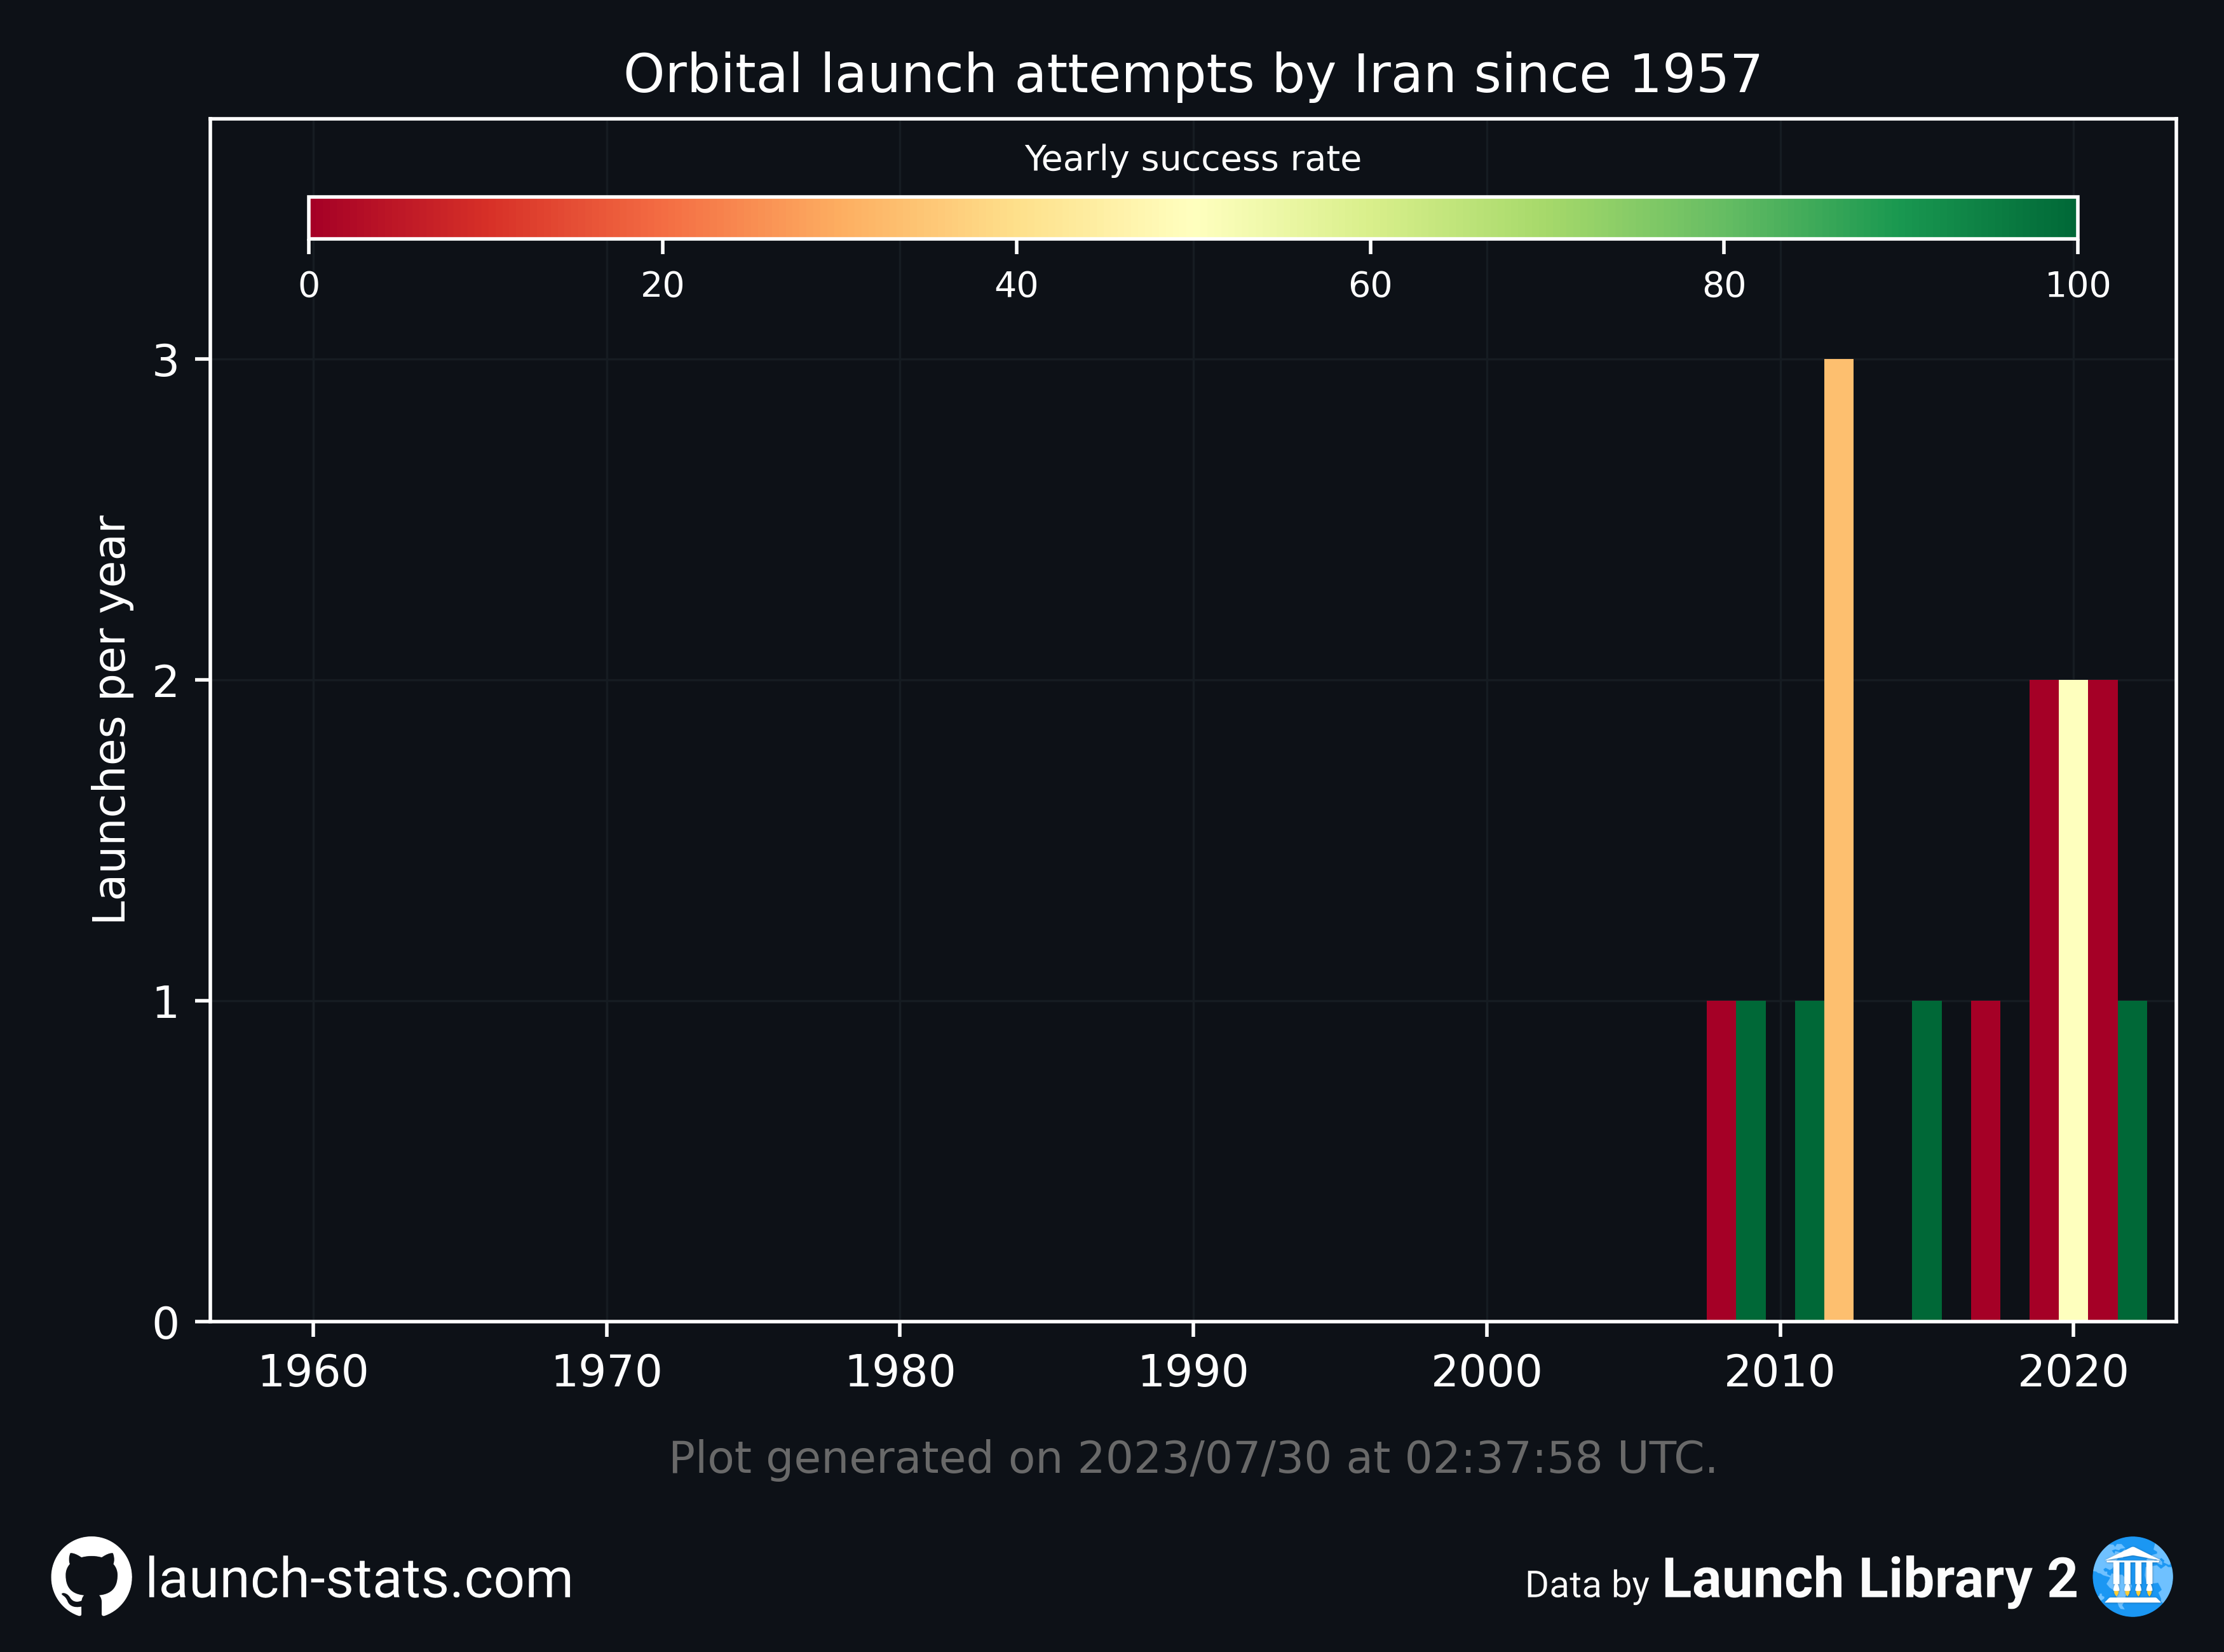 Orbital launch attempts by Iran since 1957
Yearly success rate
0 20 40 60 80 100
Launches per year
3
2
1
0
1960 1970 1980 1990 2000 2010 2020
Plot generated on 2023/07/30 at 02:37:58 UTC.
launch-stats.com
Data by Launch Library 2